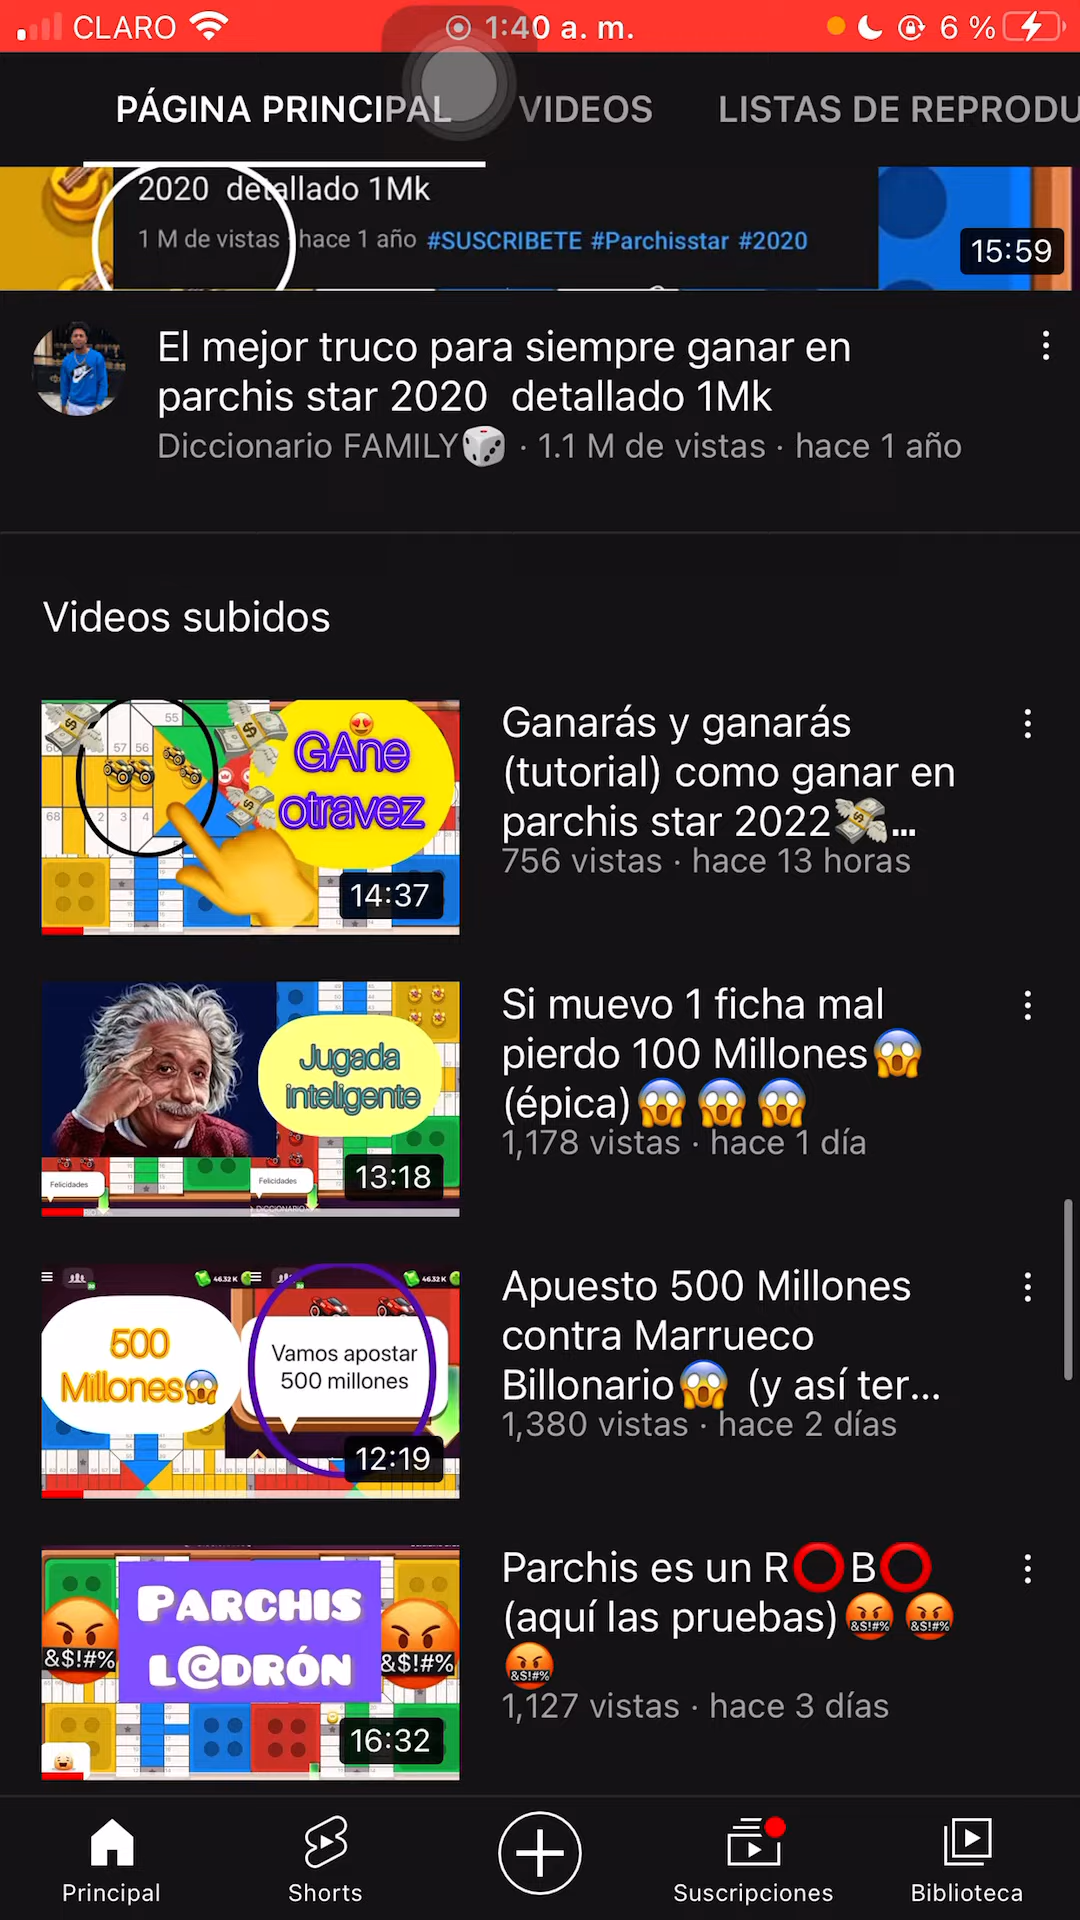 CLARO 1:40 a. m. 6 %
PÁGINA PRINCIPAL VIDEOS LISTAS DE REPRODU
2020 detallado 1Mk
1 M de vistas hace 1 año #SUSCRIBETE #Parchisstar #2020
15:59
El mejor truco para siempre ganar en
parchis star 2020 detallado 1Mk
Diccionario FAMILY🎲 · 1.1 M de vistas · hace 1 año
Videos subidos
GAne
otravez
14:37
Ganarás y ganarás
(tutorial) como ganar en
parchis star 2022💸...
756 vistas · hace 13 horas
Jugada
inteligente
Felicidades
Felicidades
13:18
Si muevo 1 ficha mal
pierdo 100 Millones😱
(épica)😱😱😱
1,178 vistas · hace 1 día
46.32 K
46.32 K
500
Millones😱
Vamos apostar
500 millones
12:19
Apuesto 500 Millones
contra Marrueco
Billonario😱 (y así ter...
1,380 vistas · hace 2 días
PARCHIS
L@DRÓN
&$!#%
&$!#%
16:32
Parchis es un R⭕B⭕
(aquí las pruebas)🤬🤬
🤬
1,127 vistas · hace 3 días
Principal Shorts Suscripciones Biblioteca